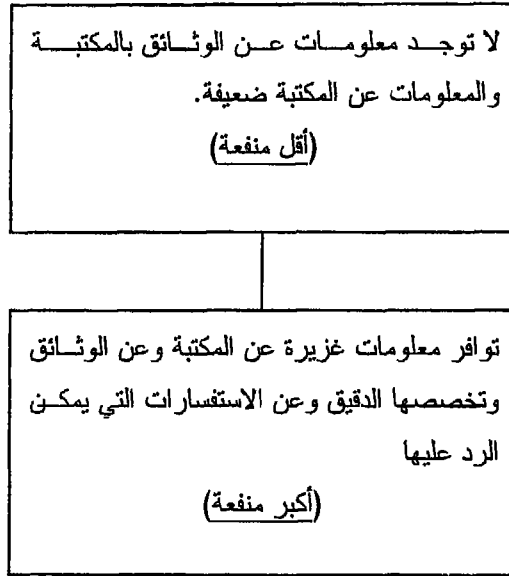 لا توجد معلومات عن الوثائق بالمكتبة
والمعلومات عن المكتبة ضعيفة.
(أقل منفعة)
توافر معلومات غزيرة عن المكتبة وعن الوثائق
وتخصصها الدقيق وعن الاستفسارات التي يمكن
الرد عليها
(أكبر منفعة)